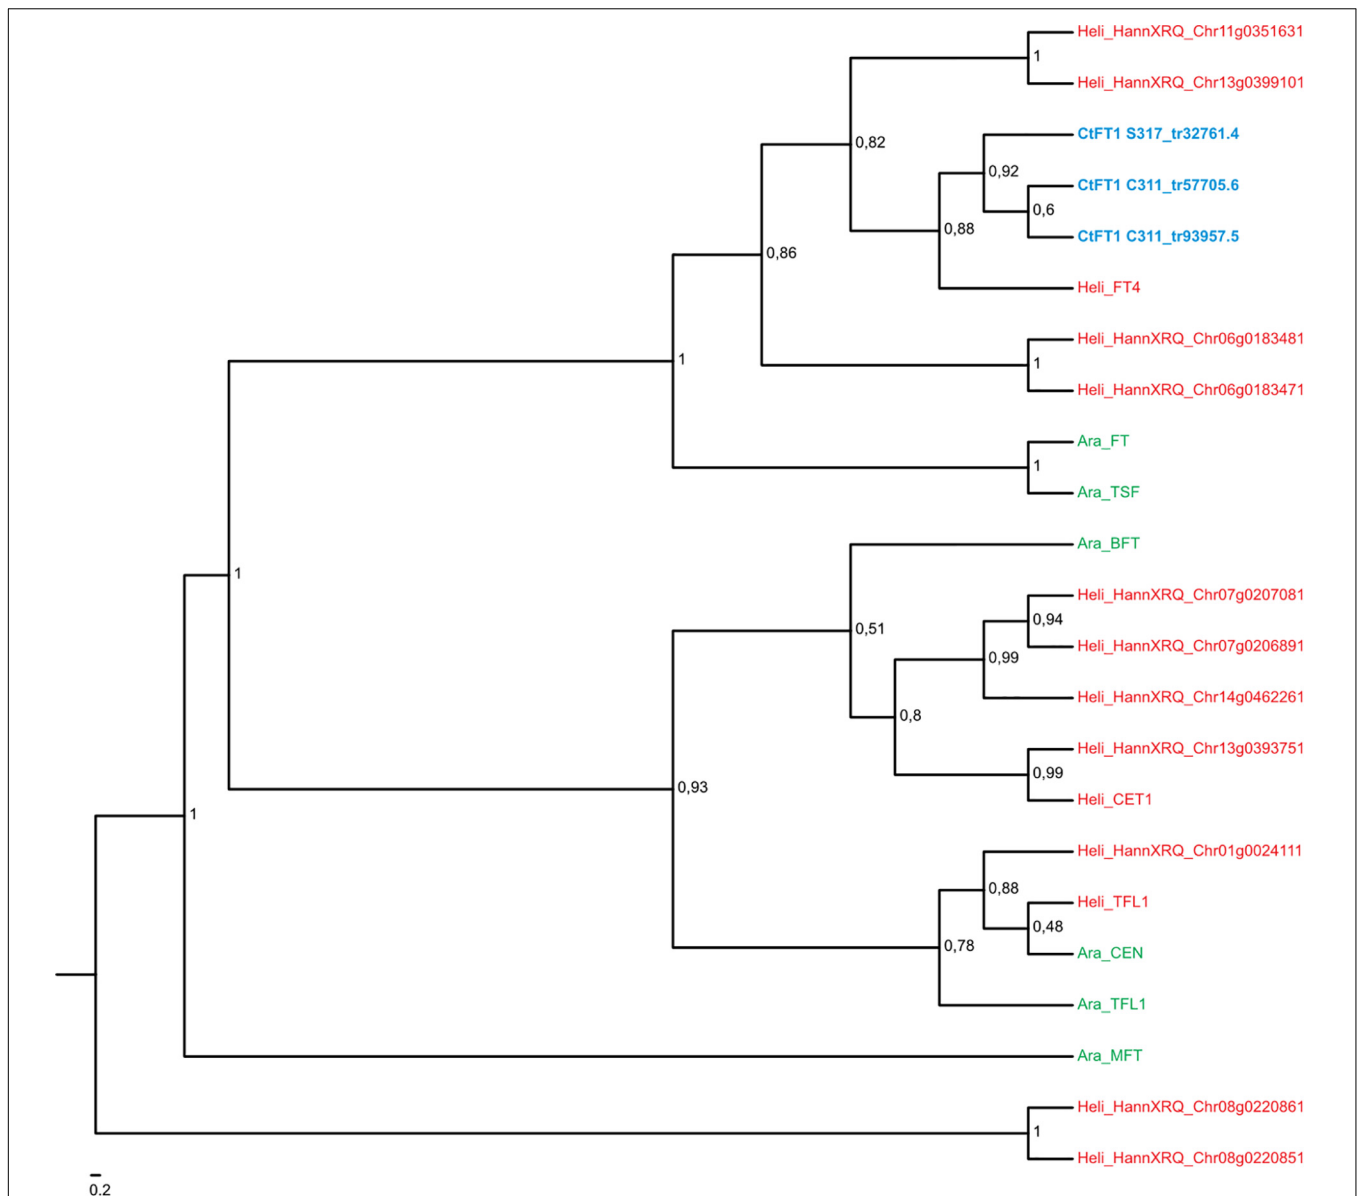 Heli_HannXRQ_Chr11g0351631
1
Heli_HannXRQ_Chr13g0399101
CtFT1 S317_tr32761.4
0,82
0,92
CtFT1 C311_tr57705.6
0,6
0,88
CtFT1 C311_tr93957.5
0,86
Heli_FT4
Heli_HannXRQ_Chr06g0183481
1
1
Heli_HannXRQ_Chr06g0183471
Ara_FT
1
Ara_TSF
Ara_BFT
1
Heli_HannXRQ_Chr07g0207081
0,94
0,51
Heli_HannXRQ_Chr07g0206891
0,99
Heli_HannXRQ_Chr14g0462261
0,8
Heli_HannXRQ_Chr13g0393751
0,99
0,93
Heli_CET1
1
Heli_HannXRQ_Chr01g0024111
0,88
Heli_TFL1
0,48
0,78
Ara_CEN
Ara_TFL1
Ara_MFT
Heli_HannXRQ_Chr08g0220861
1
Heli_HannXRQ_Chr08g0220851
0.2